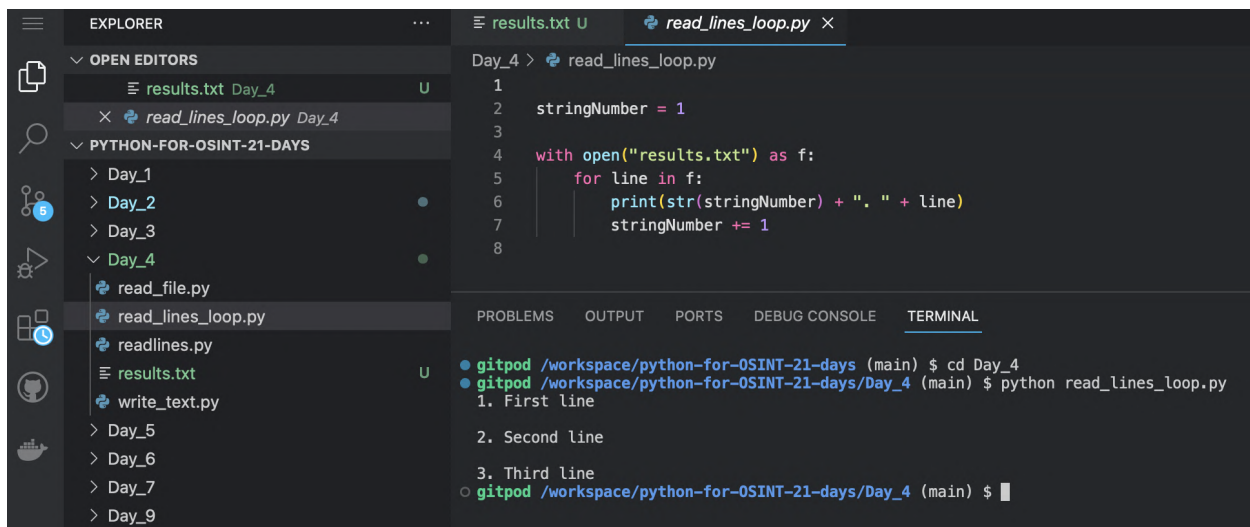 EXPLORER
...
OPEN EDITORS
results.txt Day_4 U
read_lines_loop.py Day_4
PYTHON-FOR-OSINT-21-DAYS
Day_1
Day_2
Day_3
Day_4
read_file.py
read_lines_loop.py
readlines.py
results.txt U
write_text.py
Day_5
Day_6
Day_7
Day_9
5
results.txt U
read_lines_loop.py
Day_4 > read_lines_loop.py
1
2 stringNumber = 1
3
4 with open("results.txt") as f:
5 for line in f:
6 print(str(stringNumber) + ". " + line)
7 stringNumber += 1
8
PROBLEMS OUTPUT PORTS DEBUG CONSOLE TERMINAL
gitpod /workspace/python-for-OSINT-21-days (main) $ cd Day_4
gitpod /workspace/python-for-OSINT-21-days/Day_4 (main) $ python read_lines_loop.py
1. First line
2. Second line
3. Third line
gitpod /workspace/python-for-OSINT-21-days/Day_4 (main) $